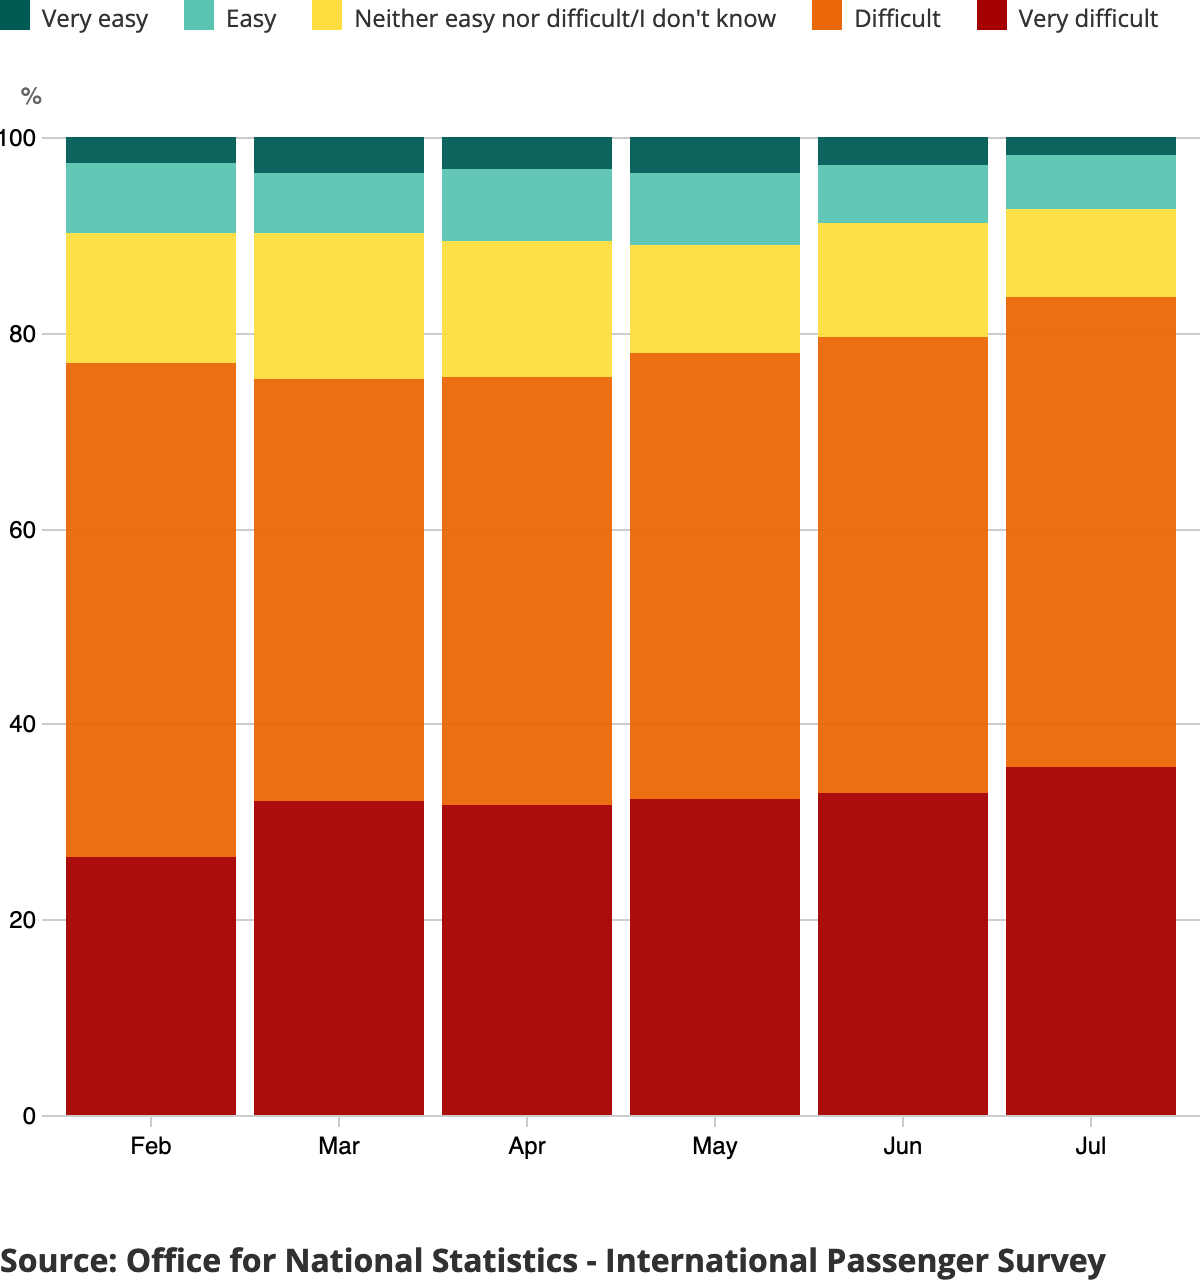 Very easy Easy Neither easy nor difficult/I don't know Difficult Very difficult
%
100
80
60
40
20
0
Feb Mar Apr May Jun Jul
Source: Office for National Statistics - International Passenger Survey